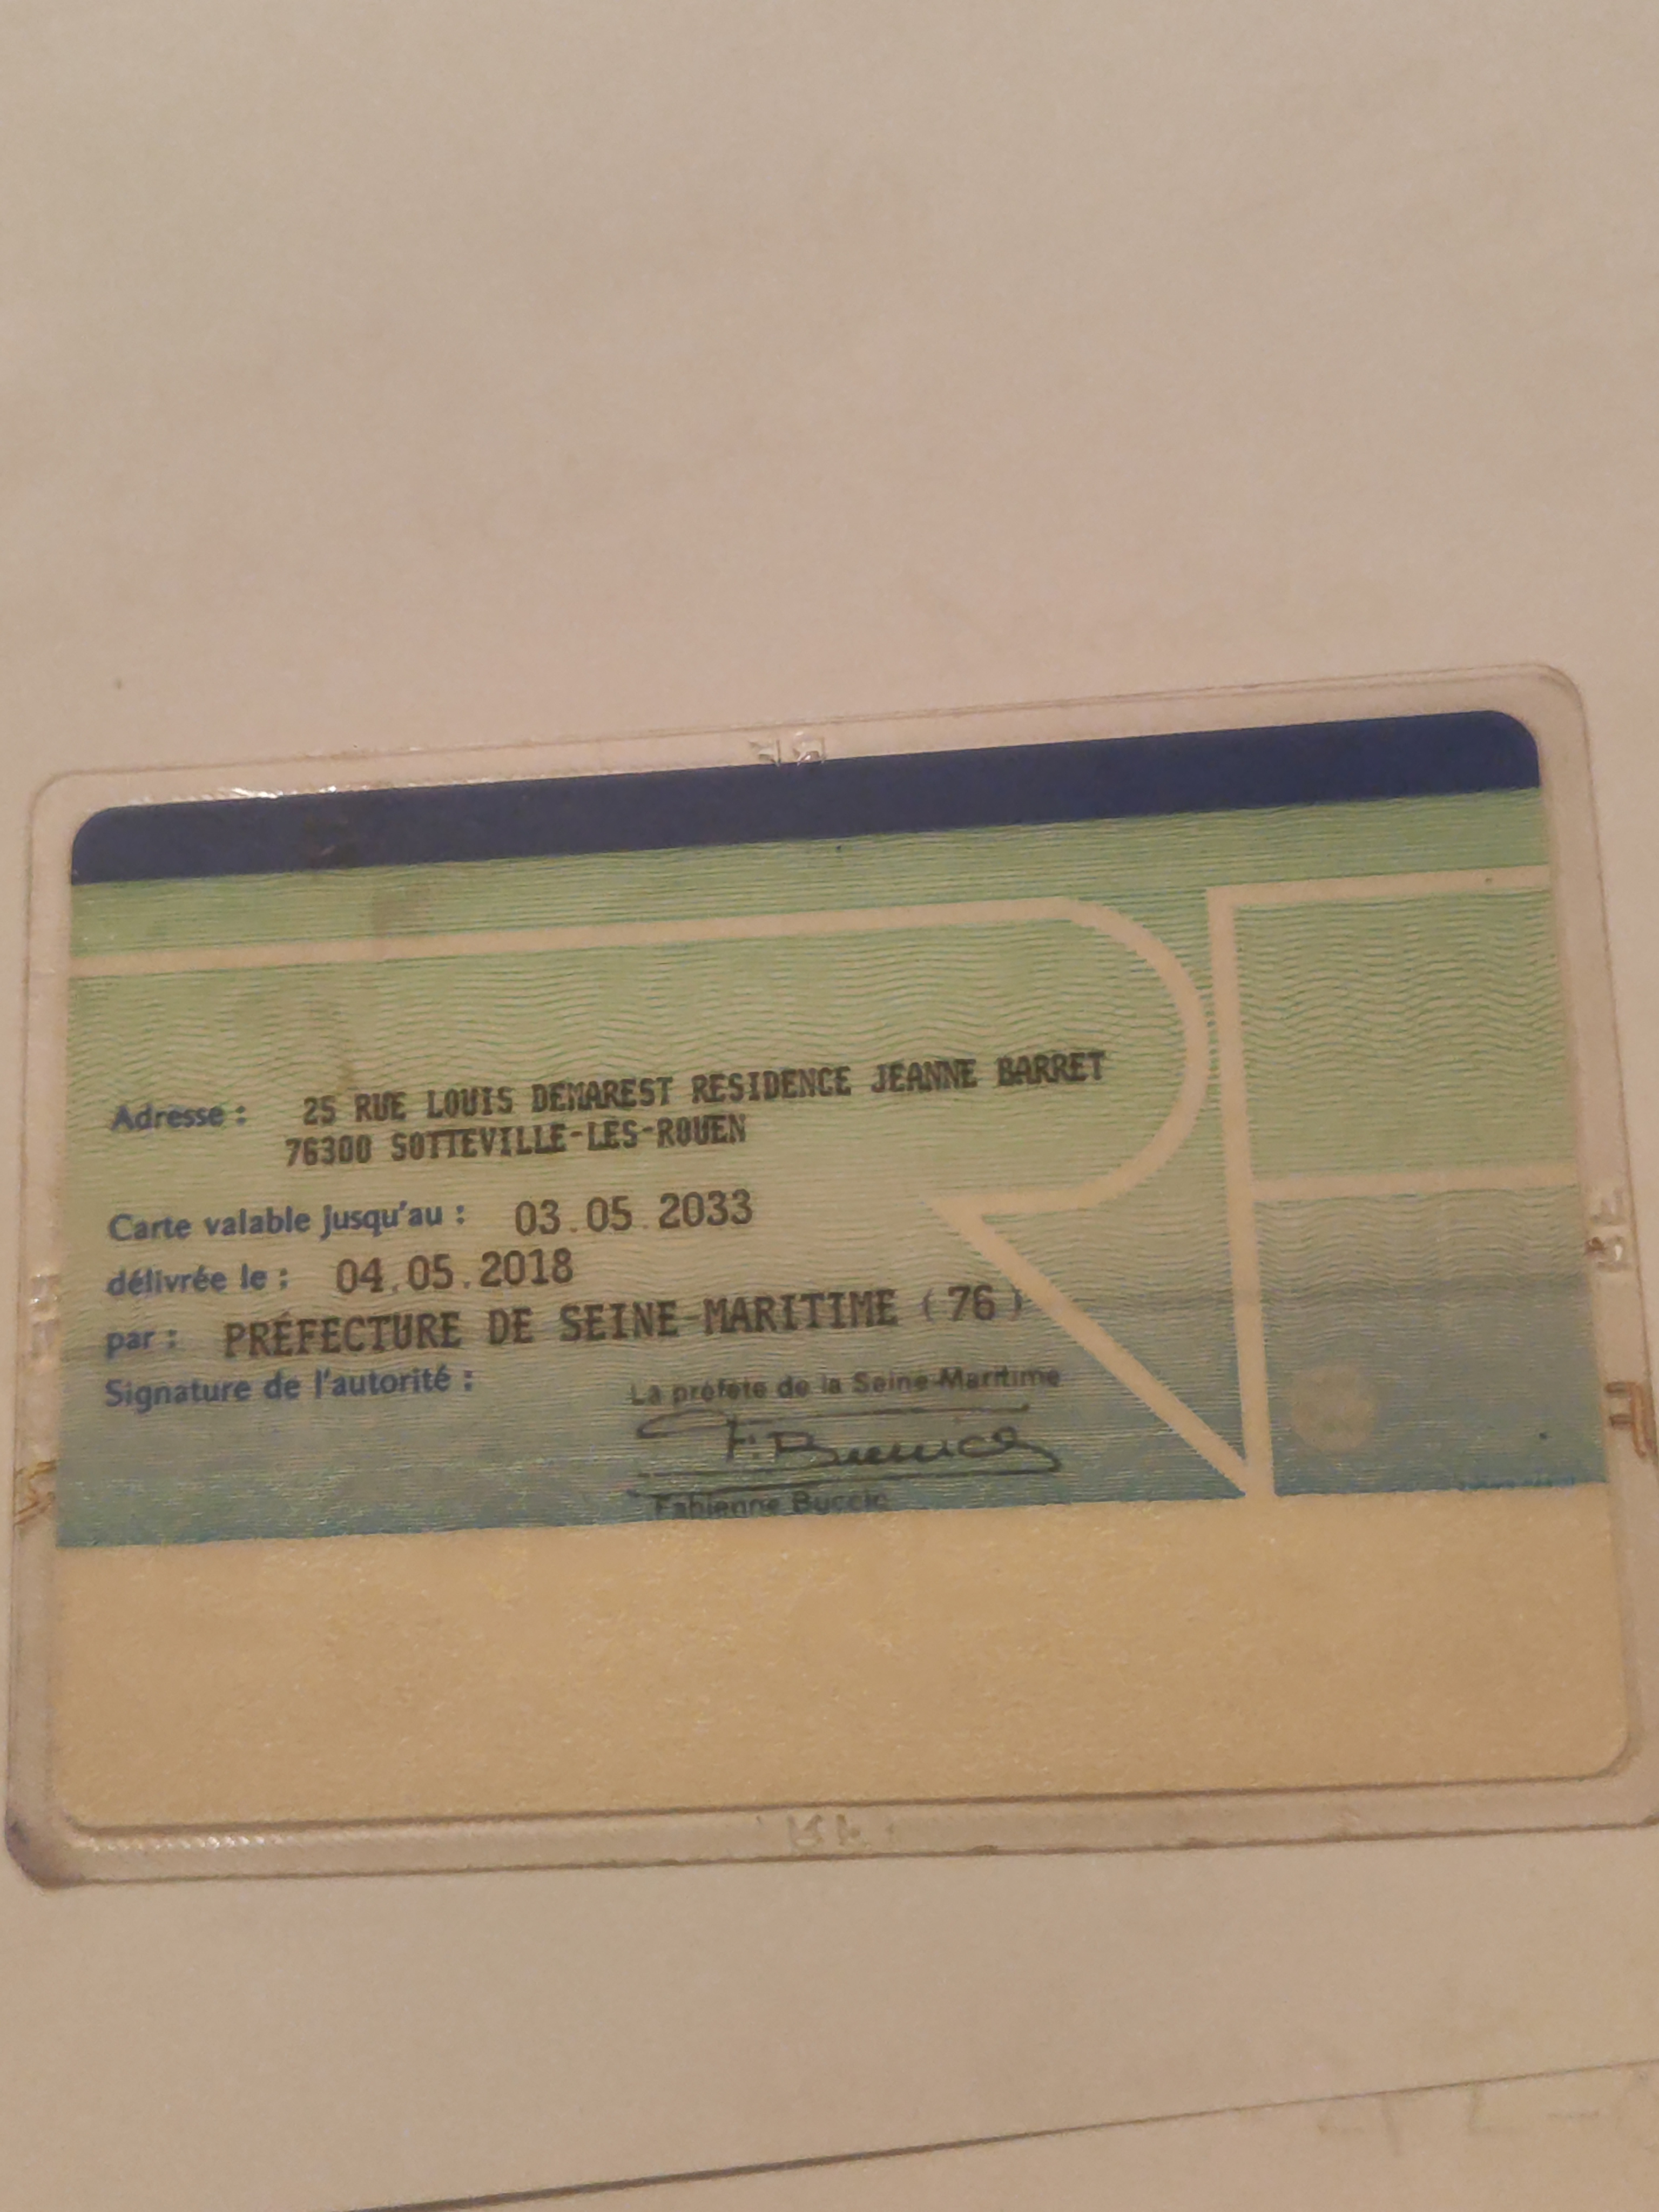 Adresse : 25 RUE LOUIS DEMAREST RESIDENCE JEANNE BARRET
76300 SOTTEVILLE-LES-ROUEN
Carte valable jusqu'au : 03.05.2033
délivrée le : 04.05.2018
par : PRÉFECTURE DE SEINE-MARITIME (76)
Signature de l'autorité :
La préfète de la Seine-Maritime
F. Buccio
Fabienne Buccio
RF